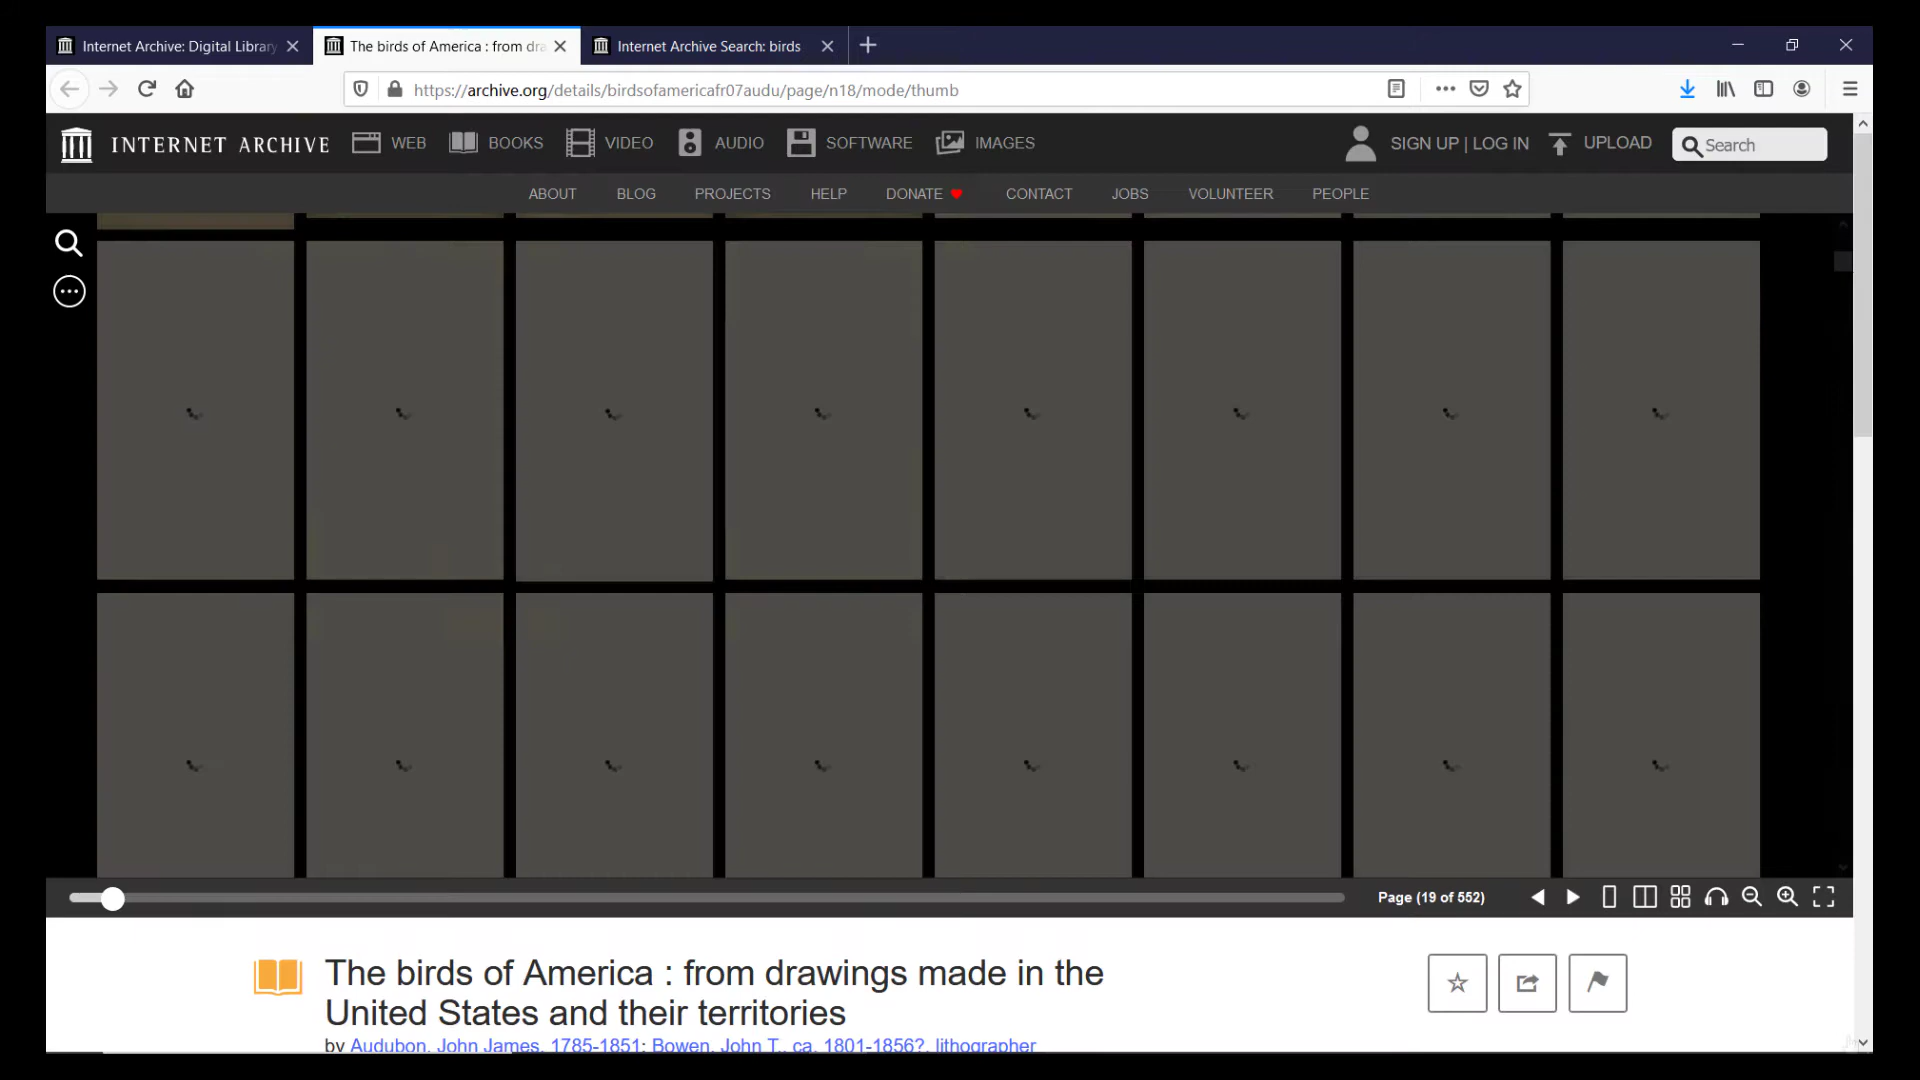 Internet Archive: Digital Library
The birds of America : from dra
Internet Archive Search: birds
https://archive.org/details/birdsofamericafr07audu/page/n18/mode/thumb
INTERNET ARCHIVE
WEB
BOOKS
VIDEO
AUDIO
SOFTWARE
IMAGES
SIGN UP | LOG IN
UPLOAD
Search
ABOUT
BLOG
PROJECTS
HELP
DONATE
CONTACT
JOBS
VOLUNTEER
PEOPLE
Page (19 of 552)
The birds of America : from drawings made in the
United States and their territories
by Audubon, John James, 1785-1851; Bowen, John T., ca. 1801-1856?, lithographer